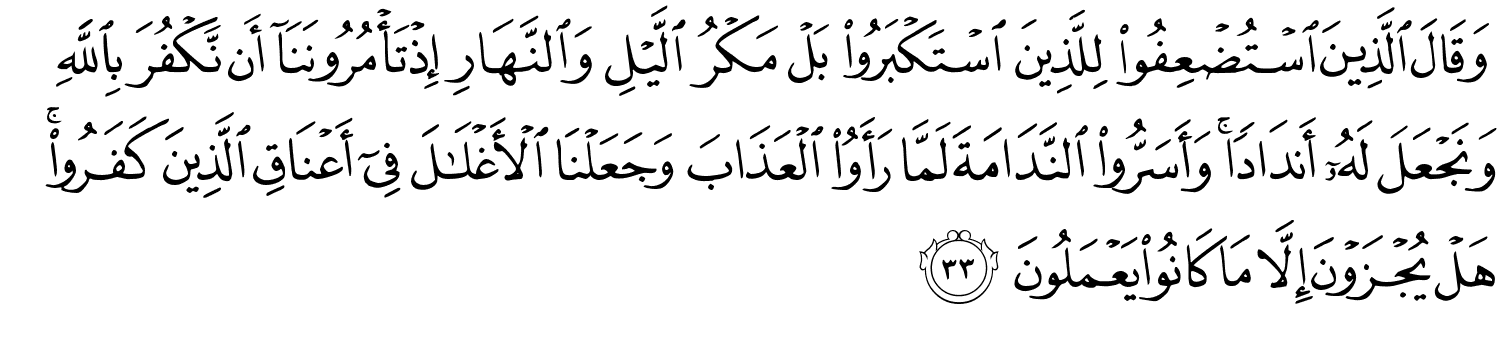 وَقَالَ ٱلَّذِينَ ٱسۡتُضۡعِفُواْ لِلَّذِينَ ٱسۡتَكۡبَرُواْ بَلۡ مَكۡرُ ٱلَّيۡلِ وَٱلنَّهَارِ إِذۡ تَأۡمُرُونَنَآ أَن نَّكۡفُرَ بِٱللَّهِ
وَنَجۡعَلَ لَهُۥٓ أَندَادٗاۚ وَأَسَرُّواْ ٱلنَّدَامَةَ لَمَّا رَأَوُاْ ٱلۡعَذَابَ وَجَعَلۡنَا ٱلۡأَغۡلَٰلَ فِيٓ أَعۡنَاقِ ٱلَّذِينَ كَفَرُواْۚ
هَلۡ يُجۡزَوۡنَ إِلَّا مَا كَانُواْ يَعۡمَلُونَ ٣٣